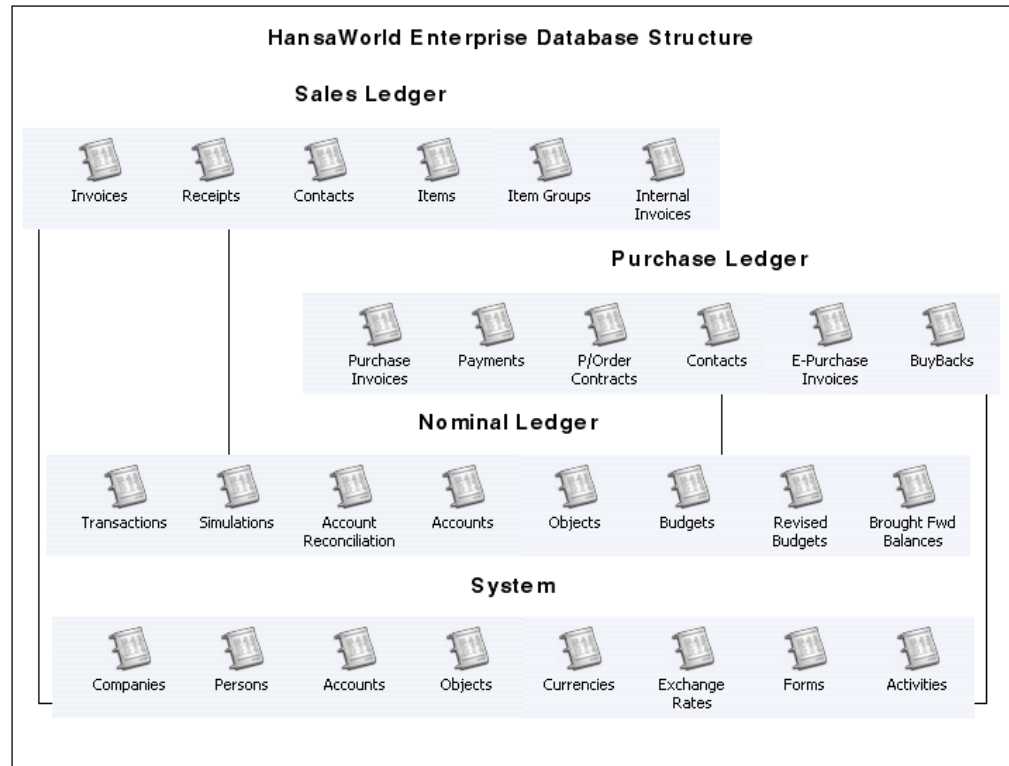 HansaWorld Enterprise Database Structure
Sales Ledger
Invoices
Receipts
Contacts
Items
Item Groups
Internal
Invoices
Purchase Ledger
Purchase
Invoices
Payments
P/Order
Contracts
Contacts
E-Purchase
Invoices
BuyBacks
Nominal Ledger
Transactions
Simulations
Account
Reconciliation
Accounts
Objects
Budgets
Revised
Budgets
Brought Fwd
Balances
System
Companies
Persons
Accounts
Objects
Currencies
Exchange
Rates
Forms
Activities